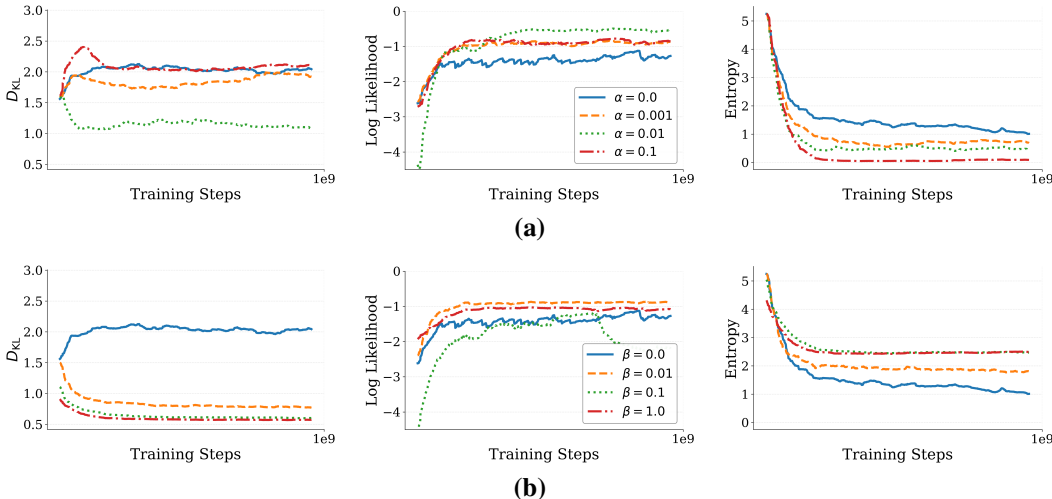 3.0
2.5
2.0
1.5
1.0
0.5
D_KL
Training Steps
1e9
0
−1
−2
−3
−4
Log Likelihood
α = 0.0
α = 0.001
α = 0.01
α = 0.1
Training Steps
1e9
5
4
3
2
1
0
Entropy
Training Steps
1e9
(a)
3.0
2.5
2.0
1.5
1.0
0.5
D_KL
Training Steps
1e9
0
−1
−2
−3
−4
Log Likelihood
β = 0.0
β = 0.01
β = 0.1
β = 1.0
Training Steps
1e9
5
4
3
2
1
0
Entropy
Training Steps
1e9
(b)